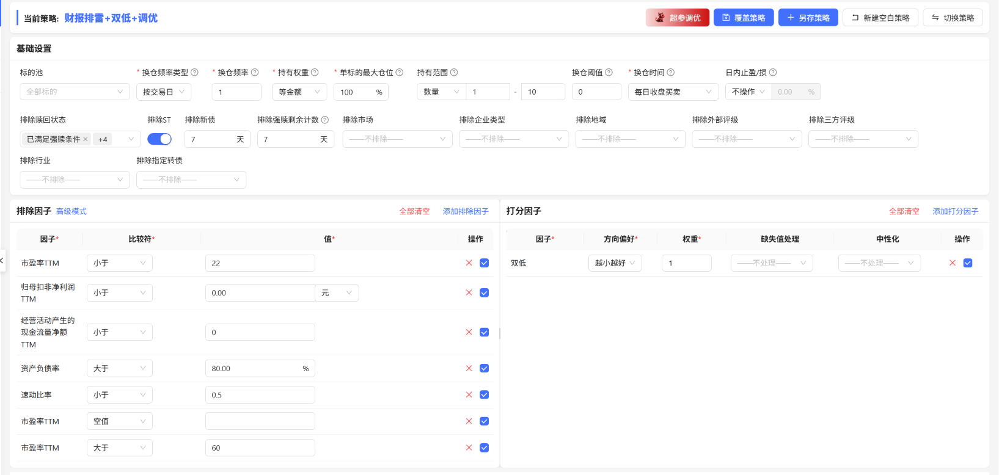 当前策略: 财报排雷+双低+调优
超参调优 覆盖策略 另存策略 新建空白策略 切换策略
基础设置
标的池 * 换仓频率类型 * 换仓频率 * 持有权重 * 单标的最大仓位 持有范围 换仓阈值 * 换仓时间 日内止盈/损
全部标的 按交易日 1 等金额 100 % 数量 1 - 10 0 每日收盘买卖 不操作 0.00 %
排除赎回状态 排除ST 排除新债 排除强赎剩余计数 排除市场 排除企业类型 排除地域 排除外部评级 排除三方评级
已满足强赎条件 × +4 7 天 7 天 ——不排除—— ——不排除—— ——不排除—— ——不排除—— ——不排除——
排除行业 排除指定转债
——不排除—— ——不排除——
排除因子 高级模式 全部清空 添加排除因子
因子* 比较符* 值* 操作
市盈率TTM 小于 22
归母扣非净利润
TTM 小于 0.00 元
经营活动产生的
现金流量净额
TTM 小于 0
资产负债率 大于 80.00 %
速动比率 小于 0.5
市盈率TTM 空值
市盈率TTM 大于 60
打分因子 全部清空 添加打分因子
因子* 方向偏好* 权重* 缺失值处理 中性化 操作
双低 越小越好 1 ——不处理—— ——不处理——